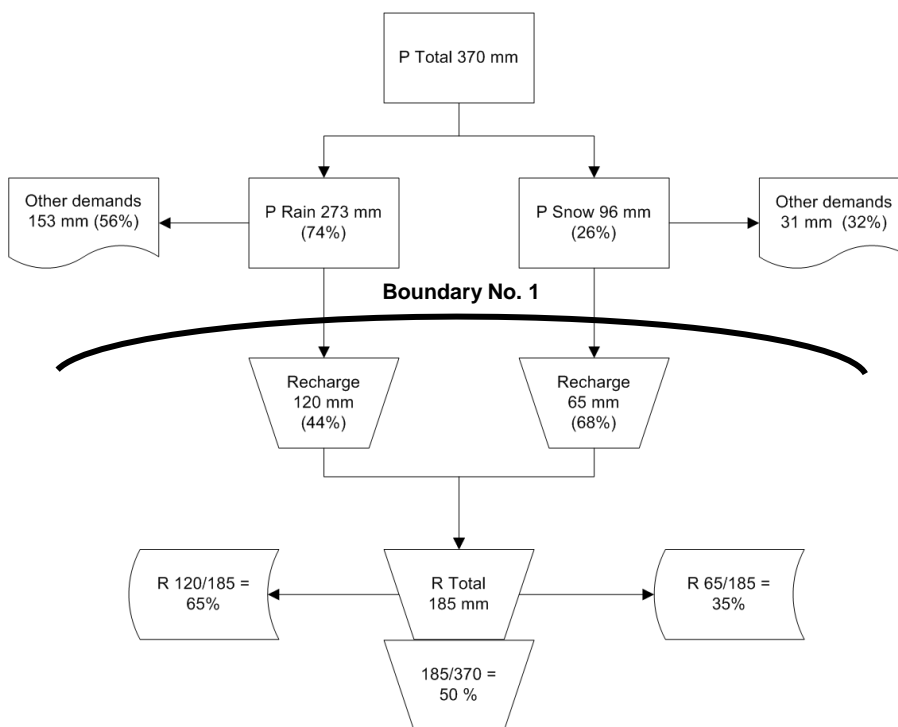 P Total 370 mm
Other demands
153 mm (56%)
P Rain 273 mm
(74%)
P Snow 96 mm
(26%)
Other demands
31 mm (32%)
Boundary No. 1
Recharge
120 mm
(44%)
Recharge
65 mm
(68%)
R 120/185 =
65%
R Total
185 mm
R 65/185 =
35%
185/370 =
50 %